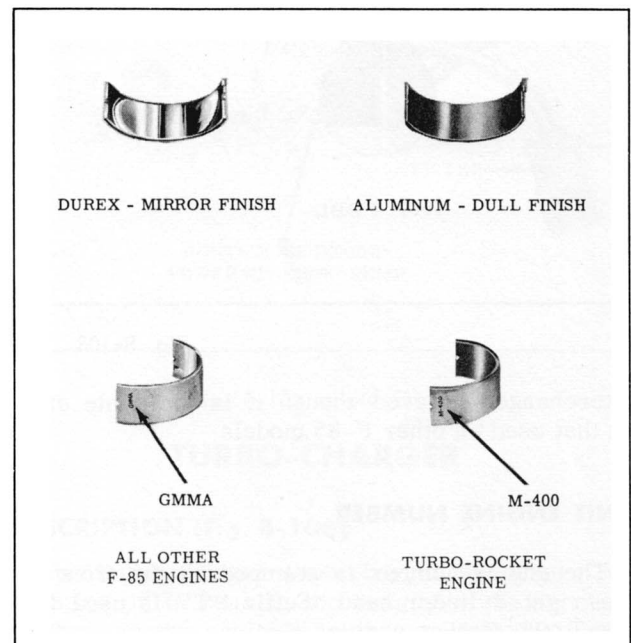 DUREX - MIRROR FINISH
ALUMINUM - DULL FINISH
GMMA
M-400
GMMA
M-400
ALL OTHER
F-85 ENGINES
TURBO-ROCKET
ENGINE